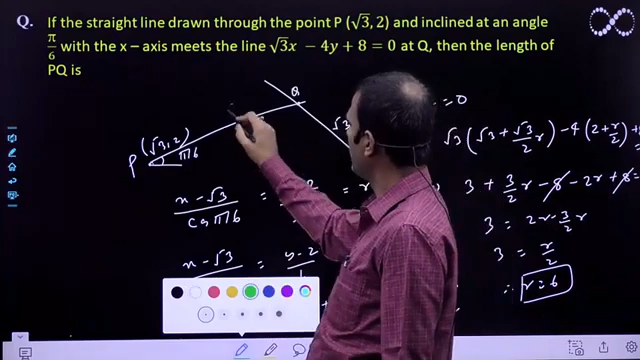 Q. If the straight line drawn through the point P (√3, 2) and inclined at an angle
π/6 with the x – axis meets the line √3x − 4y + 8 = 0 at Q, then the length of
PQ is
Q
P (√3, 2) π/6
√3
= 0
√3 (√3 + √3/2 r) − 4(2 + r/2) +
(x − √3)/(cos π/6) = = r
3 + 3/2 r − 8 − 2r + 8 =
3 = 2r − 3/2 r
x − √3 = y − 2
3 = r/2
∴ r = 6